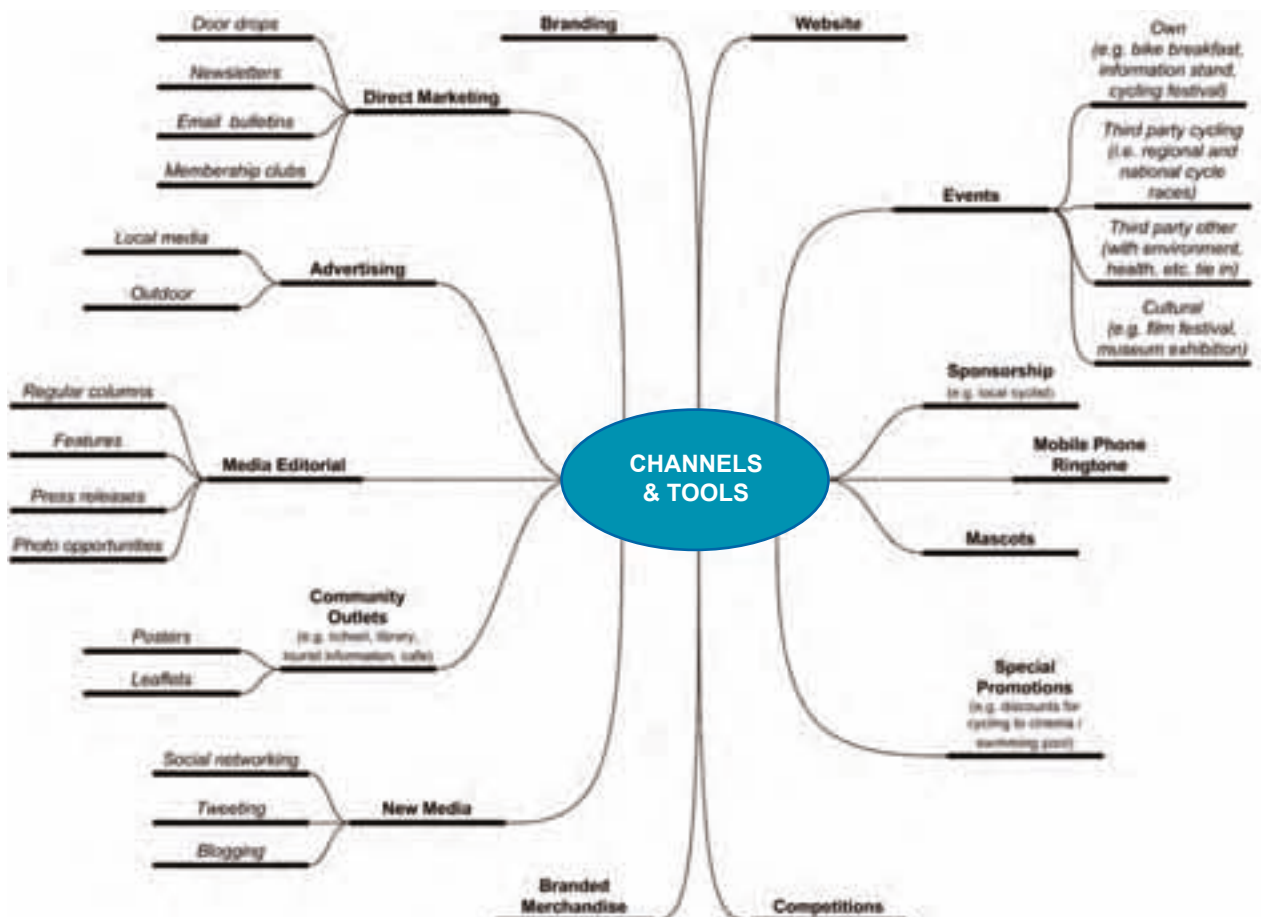 CHANNELS
& TOOLS
Branding
Direct Marketing
Door drops
Newsletters
Email bulletins
Membership clubs
Advertising
Local media
Outdoor
Media Editorial
Regular columns
Features
Press releases
Photo opportunities
Community
Outlets
(e.g. school, library,
tourist information, cafe)
Posters
Leaflets
New Media
Social networking
Tweeting
Blogging
Branded
Merchandise
Website
Events
Own
(e.g. bike breakfast,
information stand,
cycling festival)
Third party cycling
(i.e. regional and
national cycle
races)
Third party other
(with environment,
health, etc. tie in)
Cultural
(e.g. film festival,
museum exhibition)
Sponsorship
(e.g. local cyclist)
Mobile Phone
Ringtone
Mascots
Special
Promotions
(e.g. discounts for
cycling to cinema /
swimming pool)
Competitions